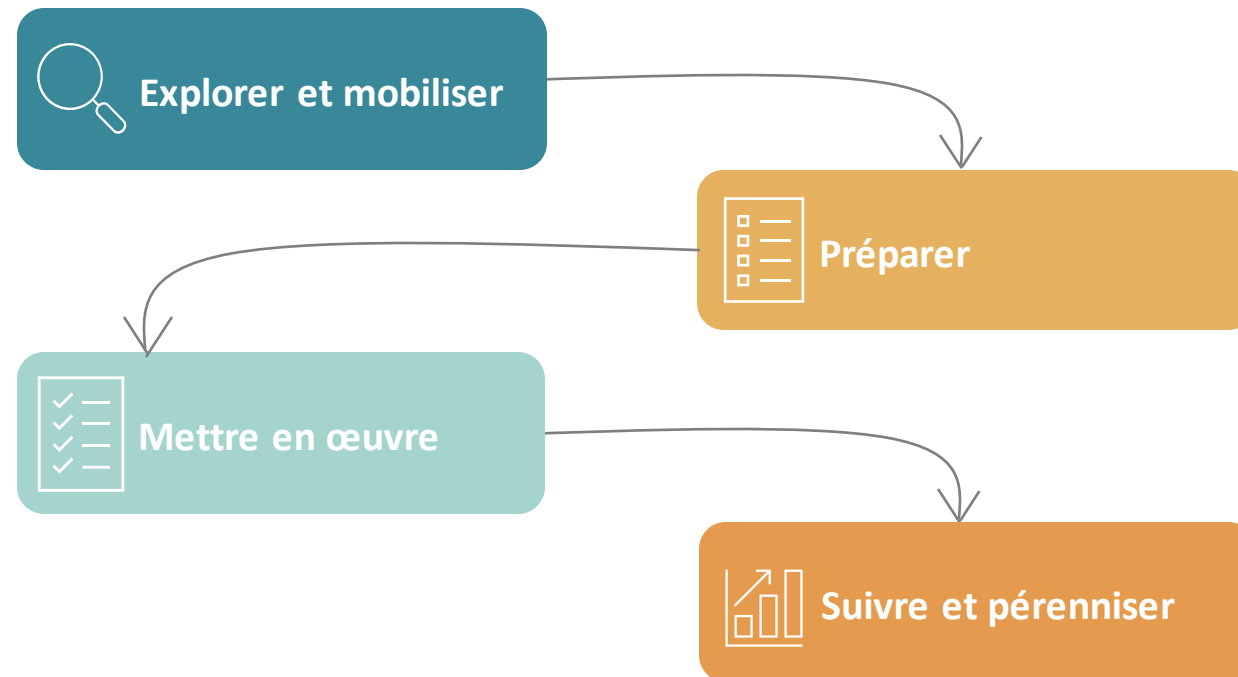 Explorer et mobiliser
Préparer
Mettre en œuvre
Suivre et pérenniser